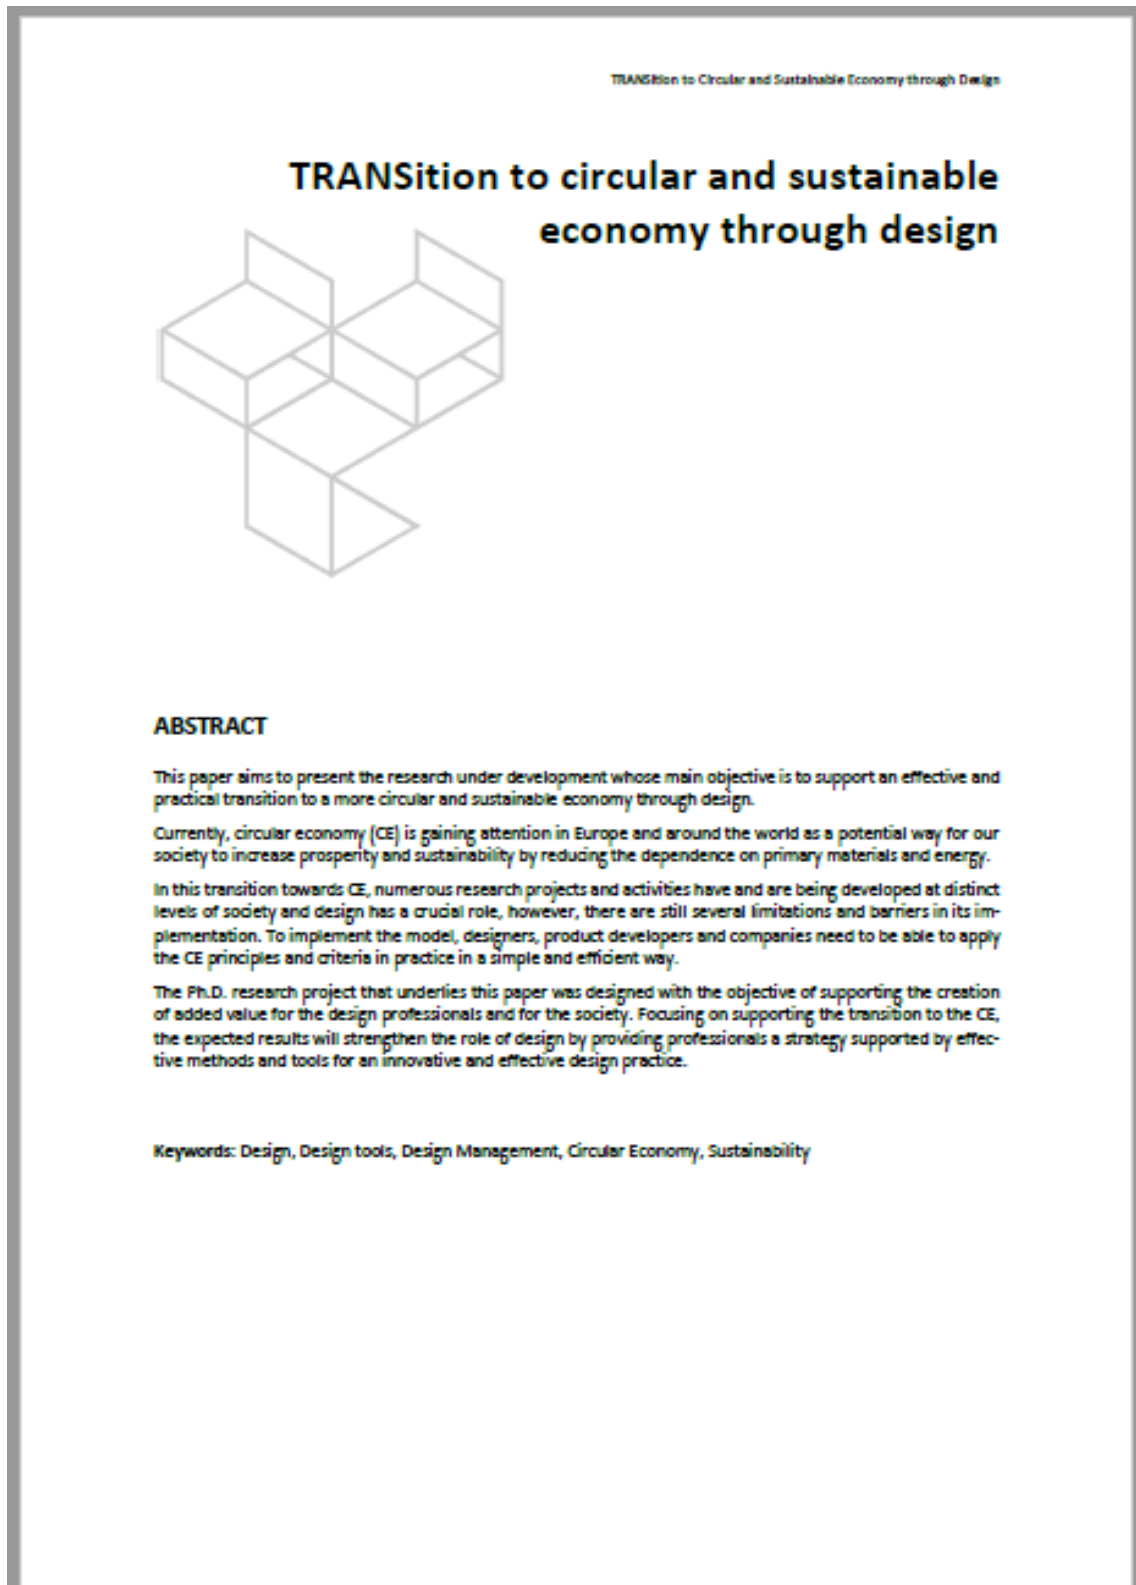 TRANSition to Circular and Sustainable Economy through Design
TRANSition to circular and sustainable
economy through design
ABSTRACT
This paper aims to present the research under development whose main objective is to support an effective and
practical transition to a more circular and sustainable economy through design.
Currently, circular economy (CE) is gaining attention in Europe and around the world as a potential way for our
society to increase prosperity and sustainability by reducing the dependence on primary materials and energy.
In this transition towards CE, numerous research projects and activities have and are being developed at distinct
levels of society and design has a crucial role, however, there are still several limitations and barriers in its im-
plementation. To implement the model, designers, product developers and companies need to be able to apply
the CE principles and criteria in practice in a simple and efficient way.
The Ph.D. research project that underlies this paper was designed with the objective of supporting the creation
of added value for the design professionals and for the society. Focusing on supporting the transition to the CE,
the expected results will strengthen the role of design by providing professionals a strategy supported by effec-
tive methods and tools for an innovative and effective design practice.
Keywords: Design, Design tools, Design Management, Circular Economy, Sustainability